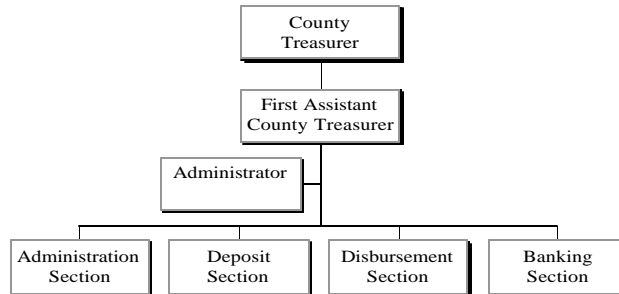 County
Treasurer
First Assistant
County Treasurer
Administrator
Administration
Section
Deposit
Section
Disbursement
Section
Banking
Section